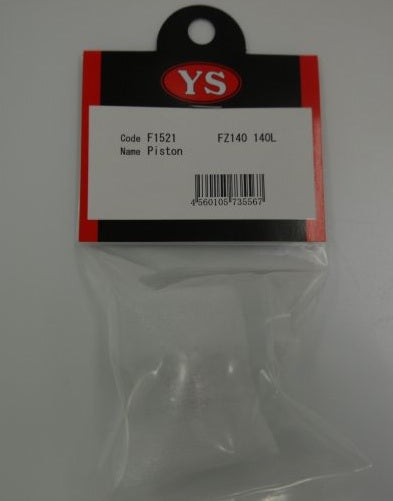 YS
Code F1521 FZ140 140L
Name Piston
4560105735567